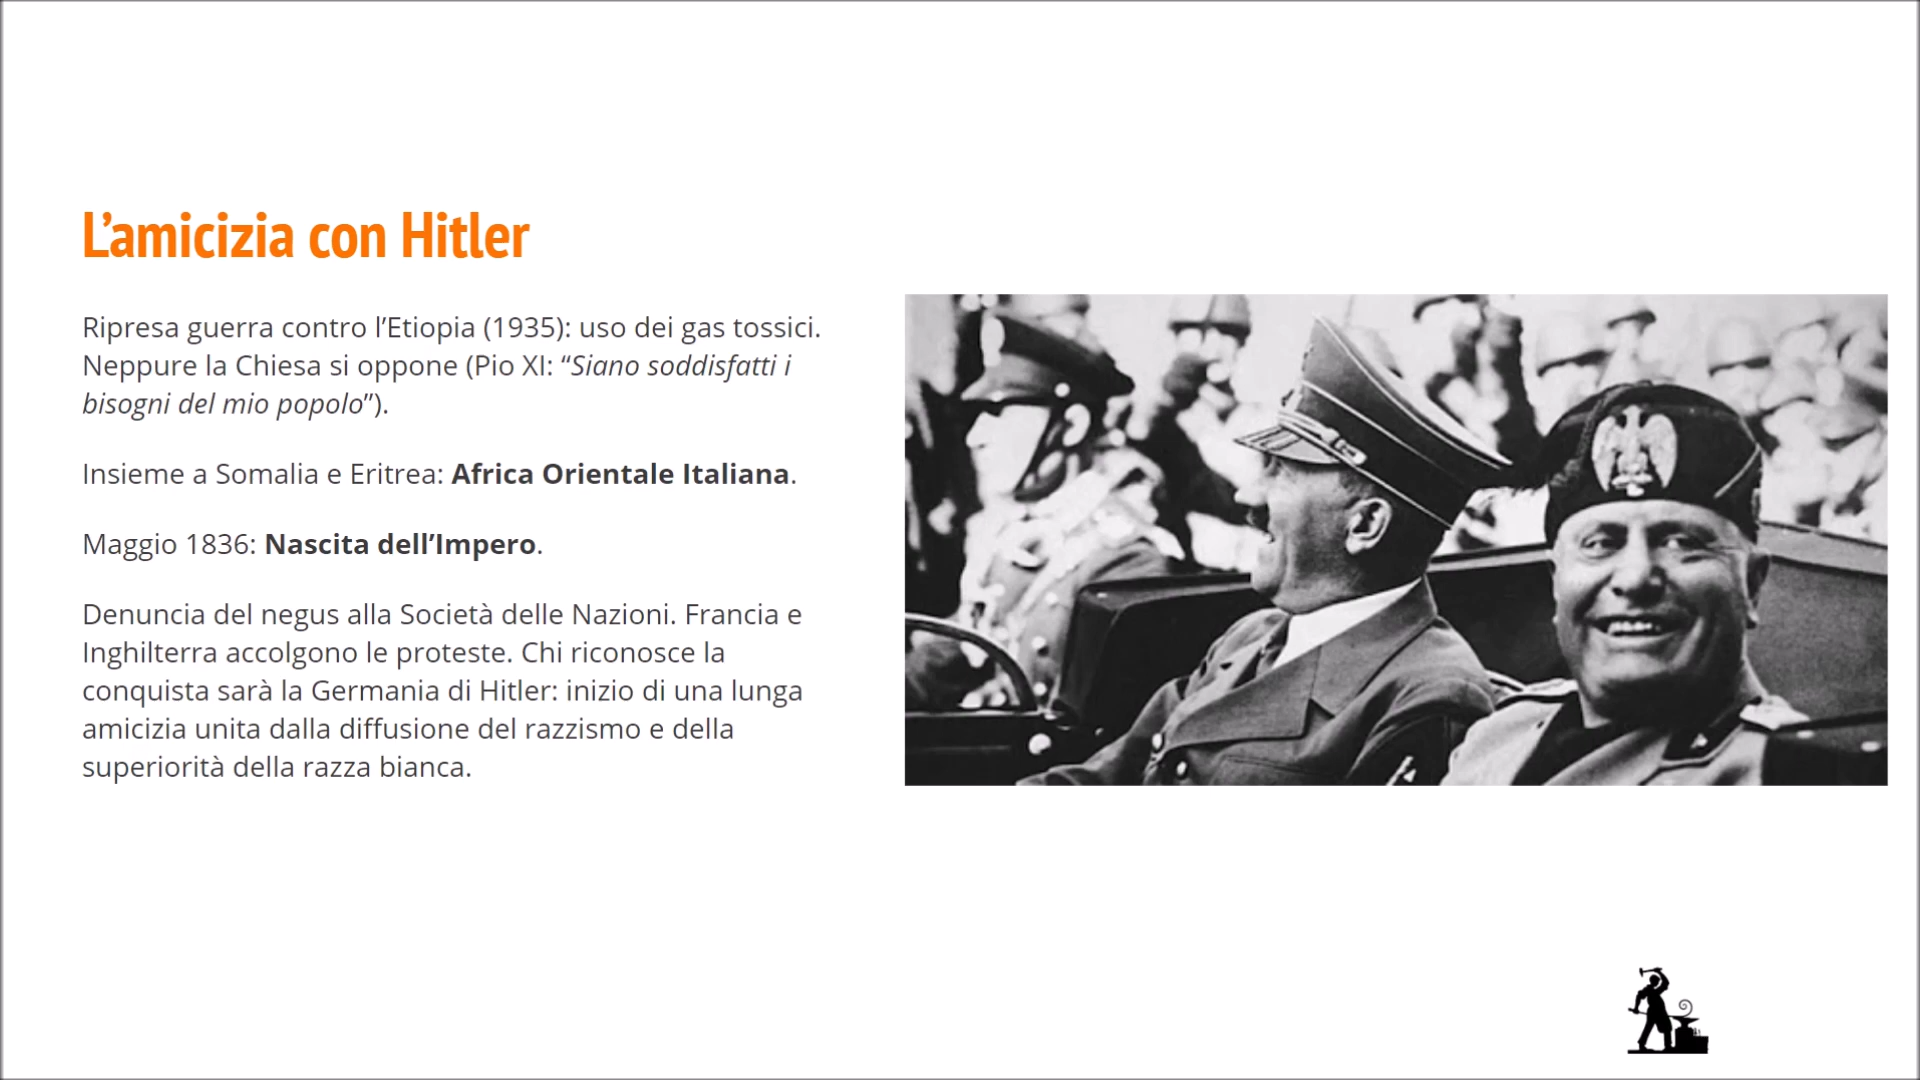 L’amicizia con Hitler
Ripresa guerra contro l’Etiopia (1935): uso dei gas tossici.
Neppure la Chiesa si oppone (Pio XI: “Siano soddisfatti i
bisogni del mio popolo”).
Insieme a Somalia e Eritrea: Africa Orientale Italiana.
Maggio 1836: Nascita dell’Impero.
Denuncia del negus alla Società delle Nazioni. Francia e
Inghilterra accolgono le proteste. Chi riconosce la
conquista sarà la Germania di Hitler: inizio di una lunga
amicizia unita dalla diffusione del razzismo e della
superiorità della razza bianca.